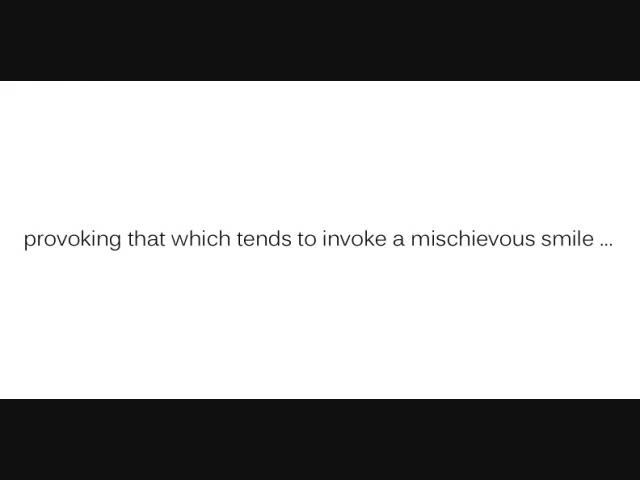 provoking that which tends to invoke a mischievous smile ...